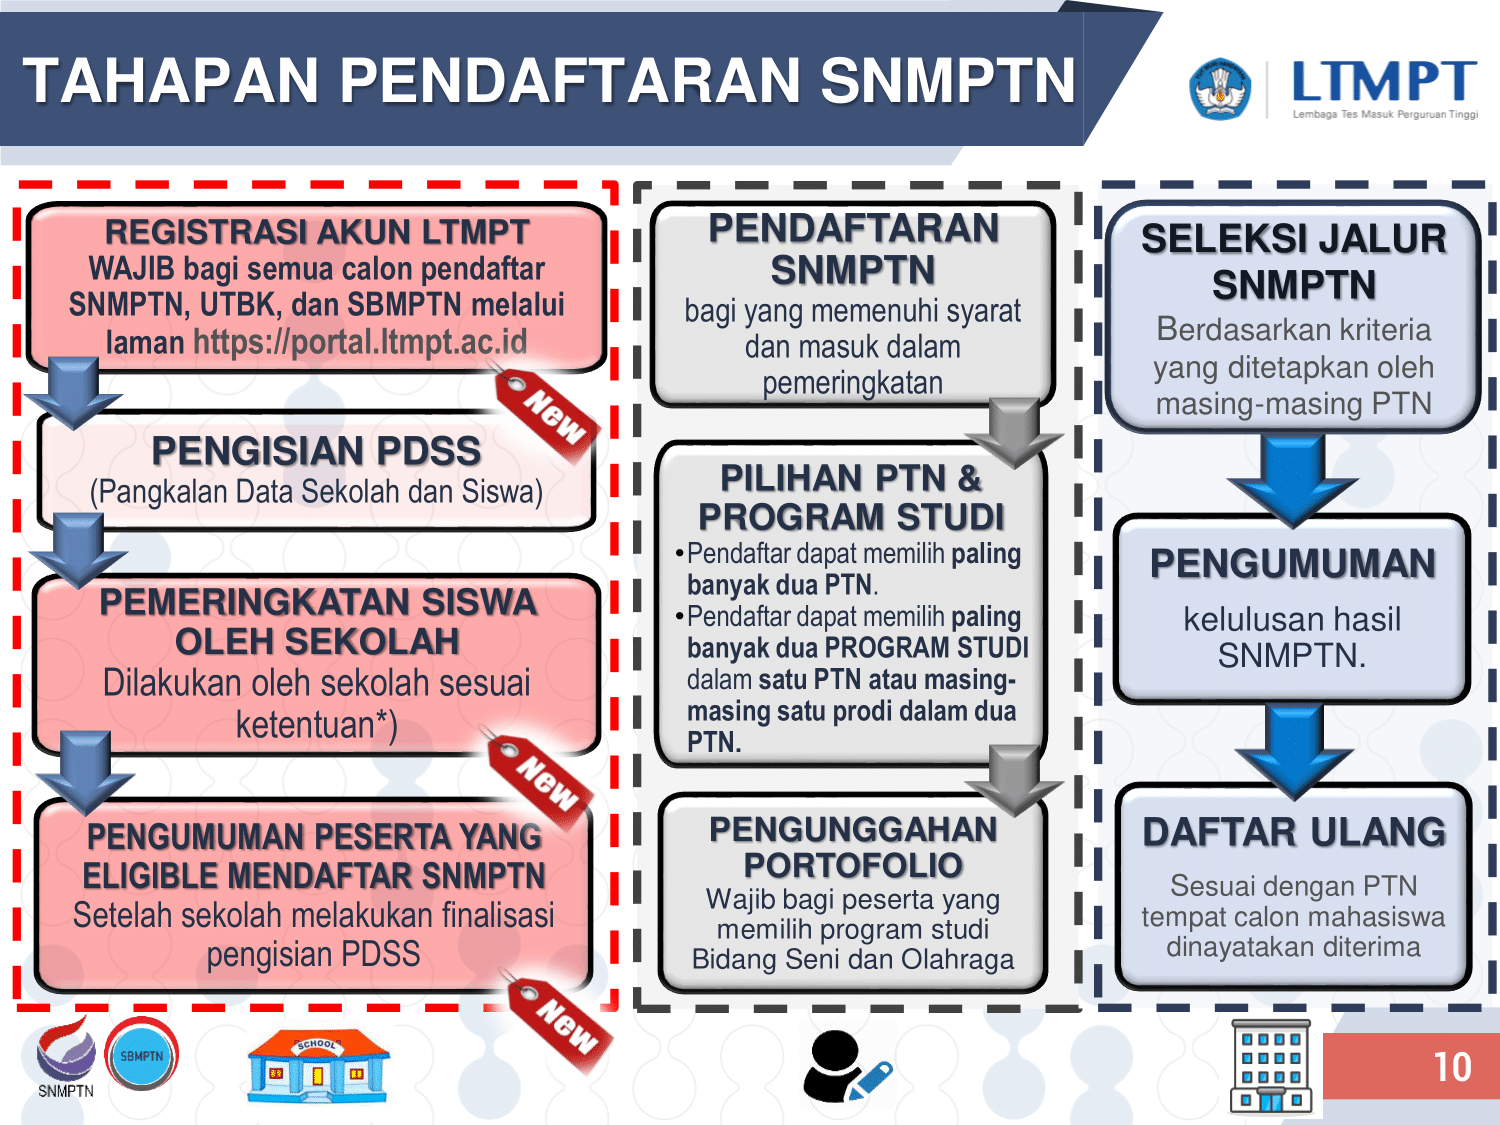 TAHAPAN PENDAFTARAN SNMPTN
LTMPT
Lembaga Tes Masuk Perguruan Tinggi
REGISTRASI AKUN LTMPT
WAJIB bagi semua calon pendaftar
SNMPTN, UTBK, dan SBMPTN melalui
laman https://portal.ltmpt.ac.id
New
PENGISIAN PDSS
(Pangkalan Data Sekolah dan Siswa)
PEMERINGKATAN SISWA
OLEH SEKOLAH
Dilakukan oleh sekolah sesuai
ketentuan*)
New
PENGUMUMAN PESERTA YANG
ELIGIBLE MENDAFTAR SNMPTN
Setelah sekolah melakukan finalisasi
pengisian PDSS
New
PENDAFTARAN
SNMPTN
bagi yang memenuhi syarat
dan masuk dalam
pemeringkatan
PILIHAN PTN &
PROGRAM STUDI
•Pendaftar dapat memilih paling
banyak dua PTN.
•Pendaftar dapat memilih paling
banyak dua PROGRAM STUDI
dalam satu PTN atau masing-
masing satu prodi dalam dua
PTN.
PENGUNGGAHAN
PORTOFOLIO
Wajib bagi peserta yang
memilih program studi
Bidang Seni dan Olahraga
SELEKSI JALUR
SNMPTN
Berdasarkan kriteria
yang ditetapkan oleh
masing-masing PTN
PENGUMUMAN
kelulusan hasil
SNMPTN.
DAFTAR ULANG
Sesuai dengan PTN
tempat calon mahasiswa
dinayatakan diterima
SNMPTN
SBMPTN
SCHOOL
10